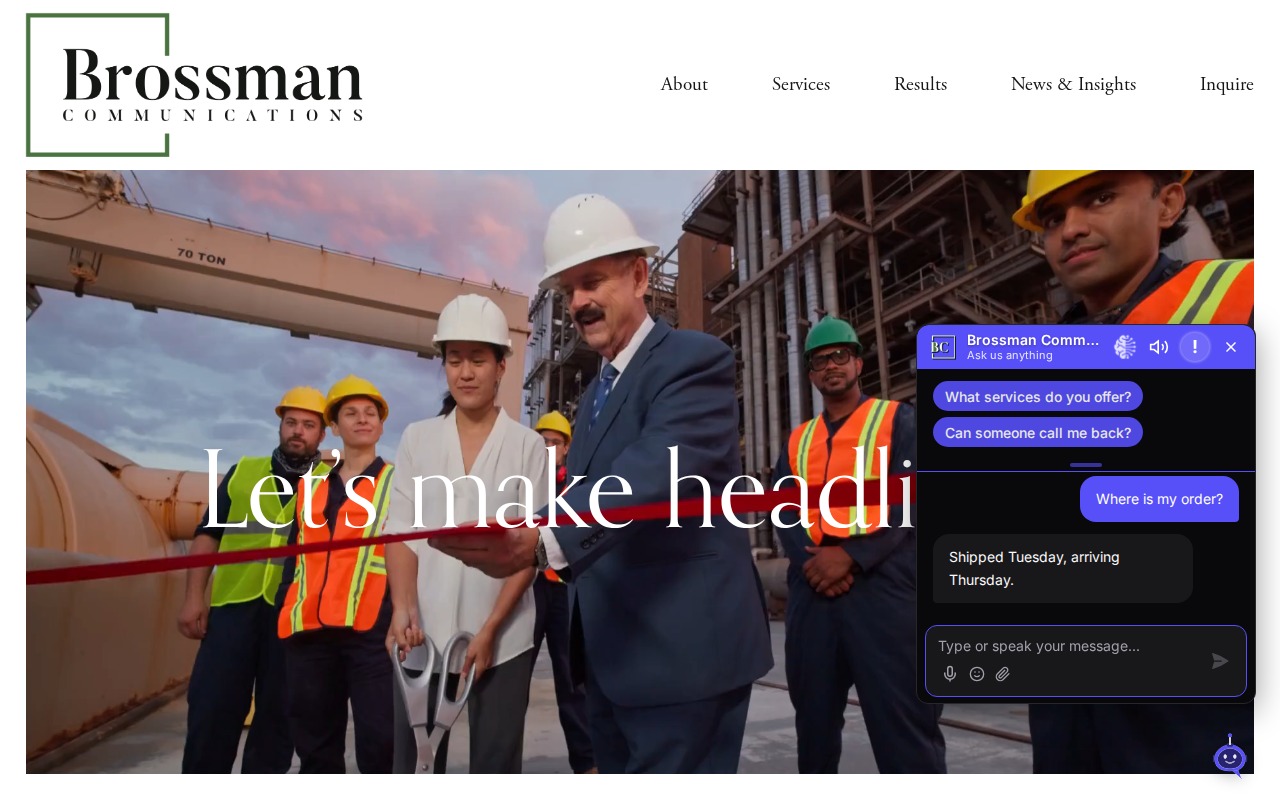 Brossman
COMMUNICATIONS
About Services Results News & Insights Inquire
70 TON
Let's make headli
BC
Brossman Comm...
Ask us anything
!
What services do you offer?
Can someone call me back?
Where is my order?
Shipped Tuesday, arriving
Thursday.
Type or speak your message...